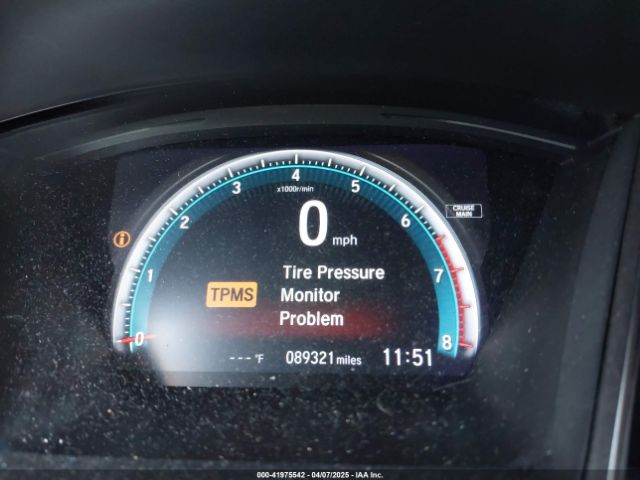 4
3 5
x1000r/min
2 6
0 mph
CRUISE
MAIN
i
1 7
Tire Pressure
TPMS Monitor
Problem
0 8
---°F 089321 miles 11:51
000-41975542 - 04/07/2025 - IAA Inc.